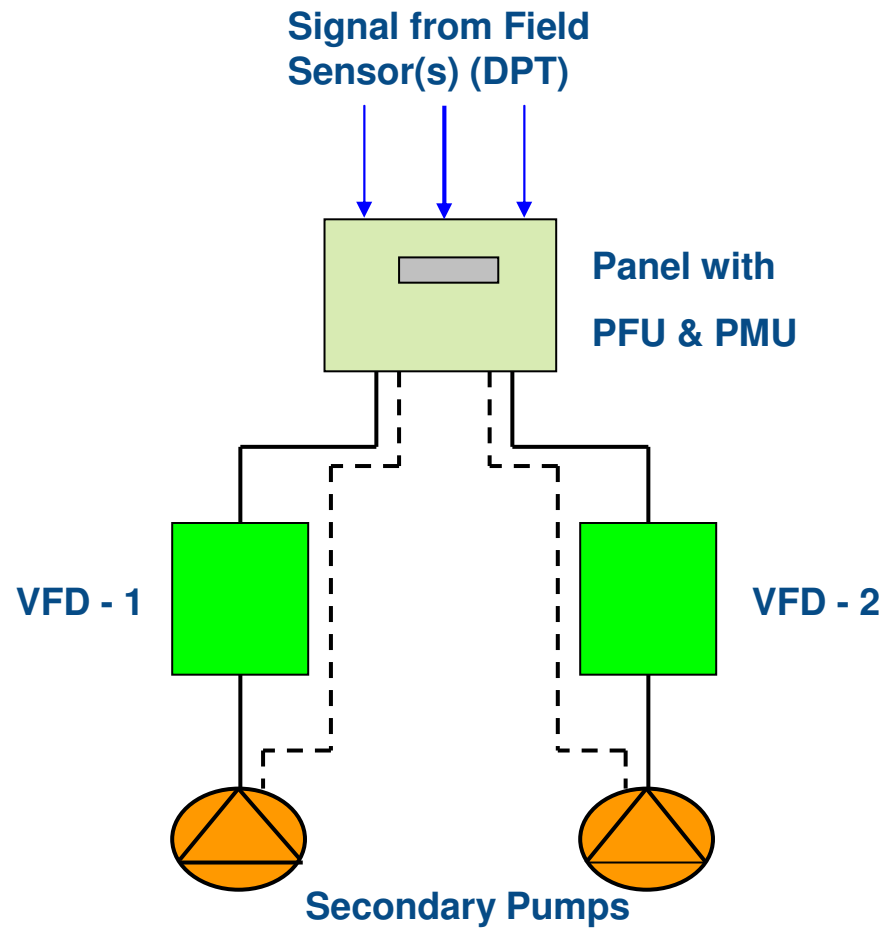 Signal from Field
Sensor(s) (DPT)
Panel with
PFU & PMU
VFD - 1
VFD - 2
Secondary Pumps